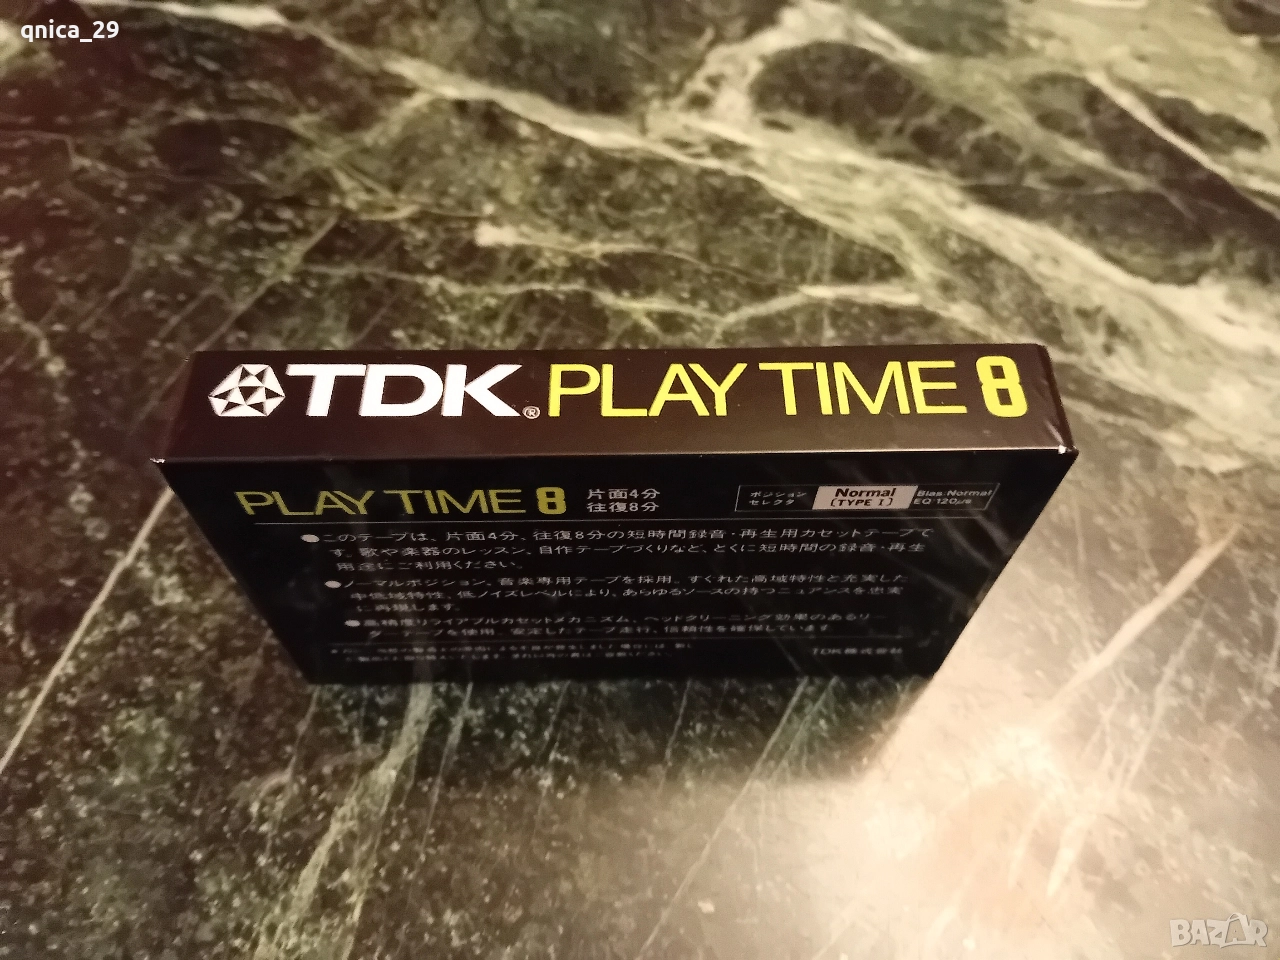 qnica_29
TDK® PLAY TIME 8
PLAY TIME 8
片面4分
往復8分
ポジション
セレクタ
Normal
(TYPE I)
Bias:Normal
EQ 120μs
●このテープは、片面4分、往復8分の短時間録音・再生用カセットテープで
す。歌や楽器のレッスン、自作テープづくりなど、とくに短時間の録音・再生
用途にご利用ください。
●ノーマルポジション。音楽専用テープを採用。すぐれた高域特性と充実した
中低域特性、低ノイズレベルにより、あらゆるソースの持つニュアンスを忠実
に再現します。
●高精度リライアブルカセットメカニズム、ヘッドクリーニング効果のあるリー
ダーテープを使用。安定したテープ走行、信頼性を確保しています。
TDK株式会社
BAZAR